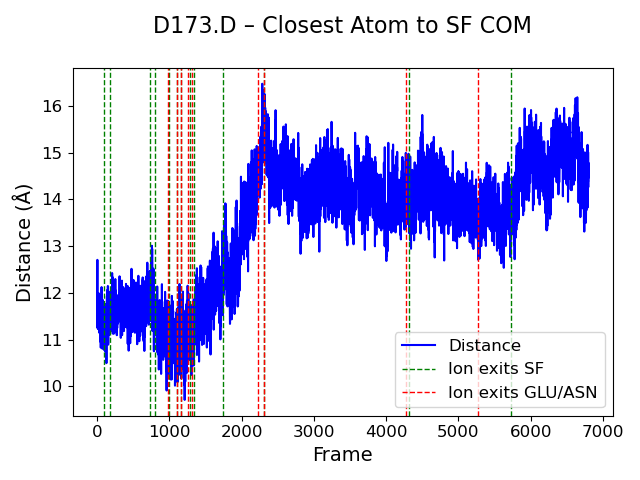 D173.D – Closest Atom to SF COM
16
15
14
13
12
11
10
Distance (Å)
Distance
Ion exits SF
Ion exits GLU/ASN
0 1000 2000 3000 4000 5000 6000 7000
Frame